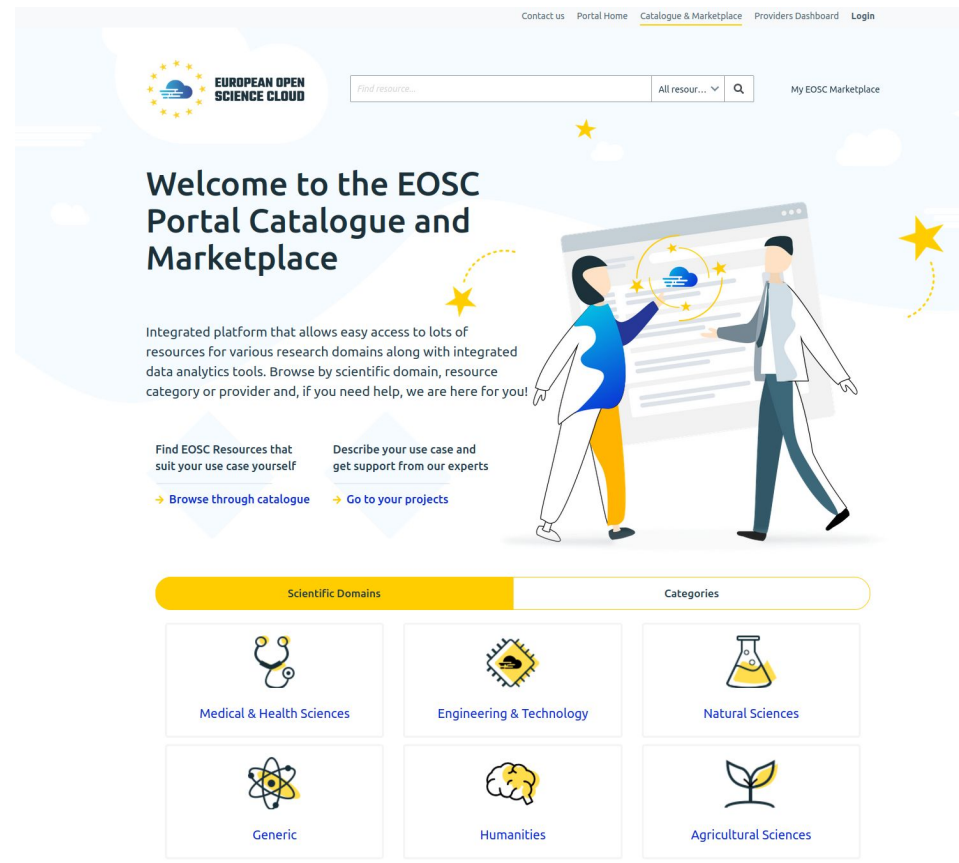 Contact us Portal Home Catalogue & Marketplace Providers Dashboard Login
EUROPEAN OPEN
SCIENCE CLOUD
Find resource...
All resour...
My EOSC Marketplace
Welcome to the EOSC
Portal Catalogue and
Marketplace
Integrated platform that allows easy access to lots of
resources for various research domains along with integrated
data analytics tools. Browse by scientific domain, resource
category or provider and, if you need help, we are here for you!
Find EOSC Resources that
suit your use case yourself
→ Browse through catalogue
Describe your use case and
get support from our experts
→ Go to your projects
Scientific Domains
Categories
Medical & Health Sciences
Engineering & Technology
Natural Sciences
Generic
Humanities
Agricultural Sciences